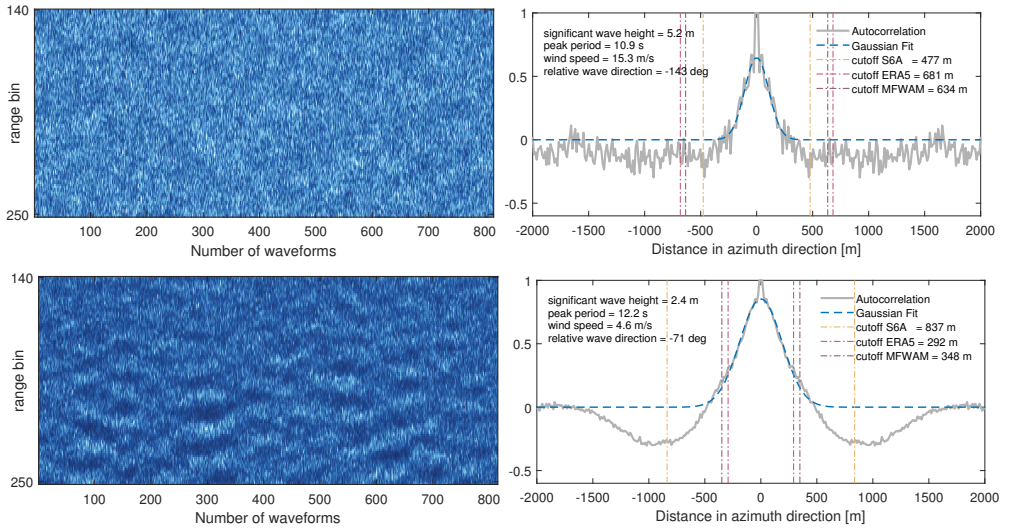 140
range bin
250
100 200 300 400 500 600 700 800
Number of waveforms
1
0.5
0
-0.5
significant wave height = 5.2 m
peak period = 10.9 s
wind speed = 15.3 m/s
relative wave direction = -143 deg
Autocorrelation
Gaussian Fit
cutoff S6A = 477 m
cutoff ERA5 = 681 m
cutoff MFWAM = 634 m
-2000 -1500 -1000 -500 0 500 1000 1500 2000
Distance in azimuth direction [m]
140
range bin
250
100 200 300 400 500 600 700 800
Number of waveforms
1
0.5
0
-0.5
significant wave height = 2.4 m
peak period = 12.2 s
wind speed = 4.6 m/s
relative wave direction = -71 deg
Autocorrelation
Gaussian Fit
cutoff S6A = 837 m
cutoff ERA5 = 292 m
cutoff MFWAM = 348 m
-2000 -1500 -1000 -500 0 500 1000 1500 2000
Distance in azimuth direction [m]